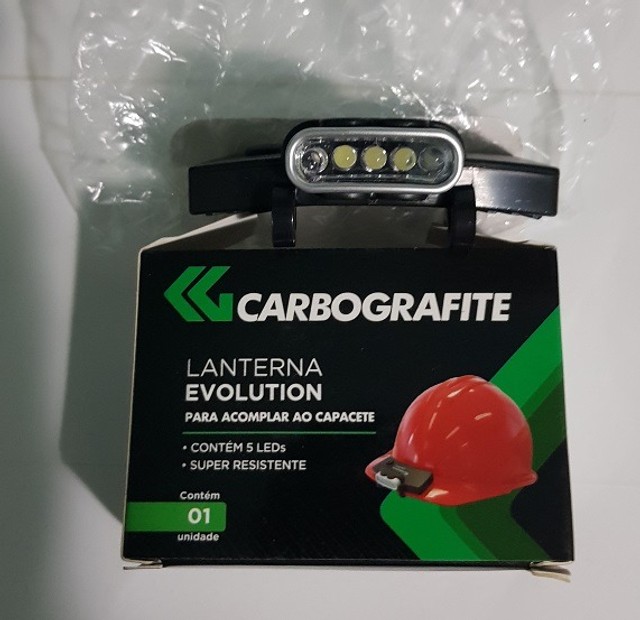 CARBOGRAFITE
LANTERNA
EVOLUTION
PARA ACOMPLAR AO CAPACETE
• CONTÉM 5 LEDs
• SUPER RESISTENTE
Contém
01
unidade